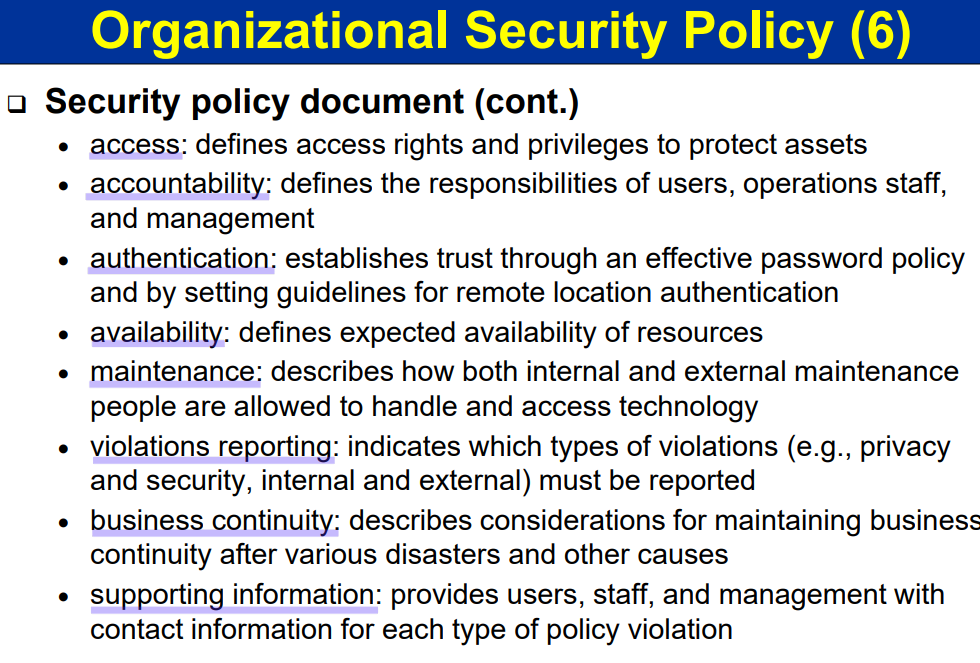 Organizational Security Policy (6)
Security policy document (cont.)
• access: defines access rights and privileges to protect assets
• accountability: defines the responsibilities of users, operations staff,
and management
• authentication: establishes trust through an effective password policy
and by setting guidelines for remote location authentication
• availability: defines expected availability of resources
• maintenance: describes how both internal and external maintenance
people are allowed to handle and access technology
• violations reporting: indicates which types of violations (e.g., privacy
and security, internal and external) must be reported
• business continuity: describes considerations for maintaining business
continuity after various disasters and other causes
• supporting information: provides users, staff, and management with
contact information for each type of policy violation